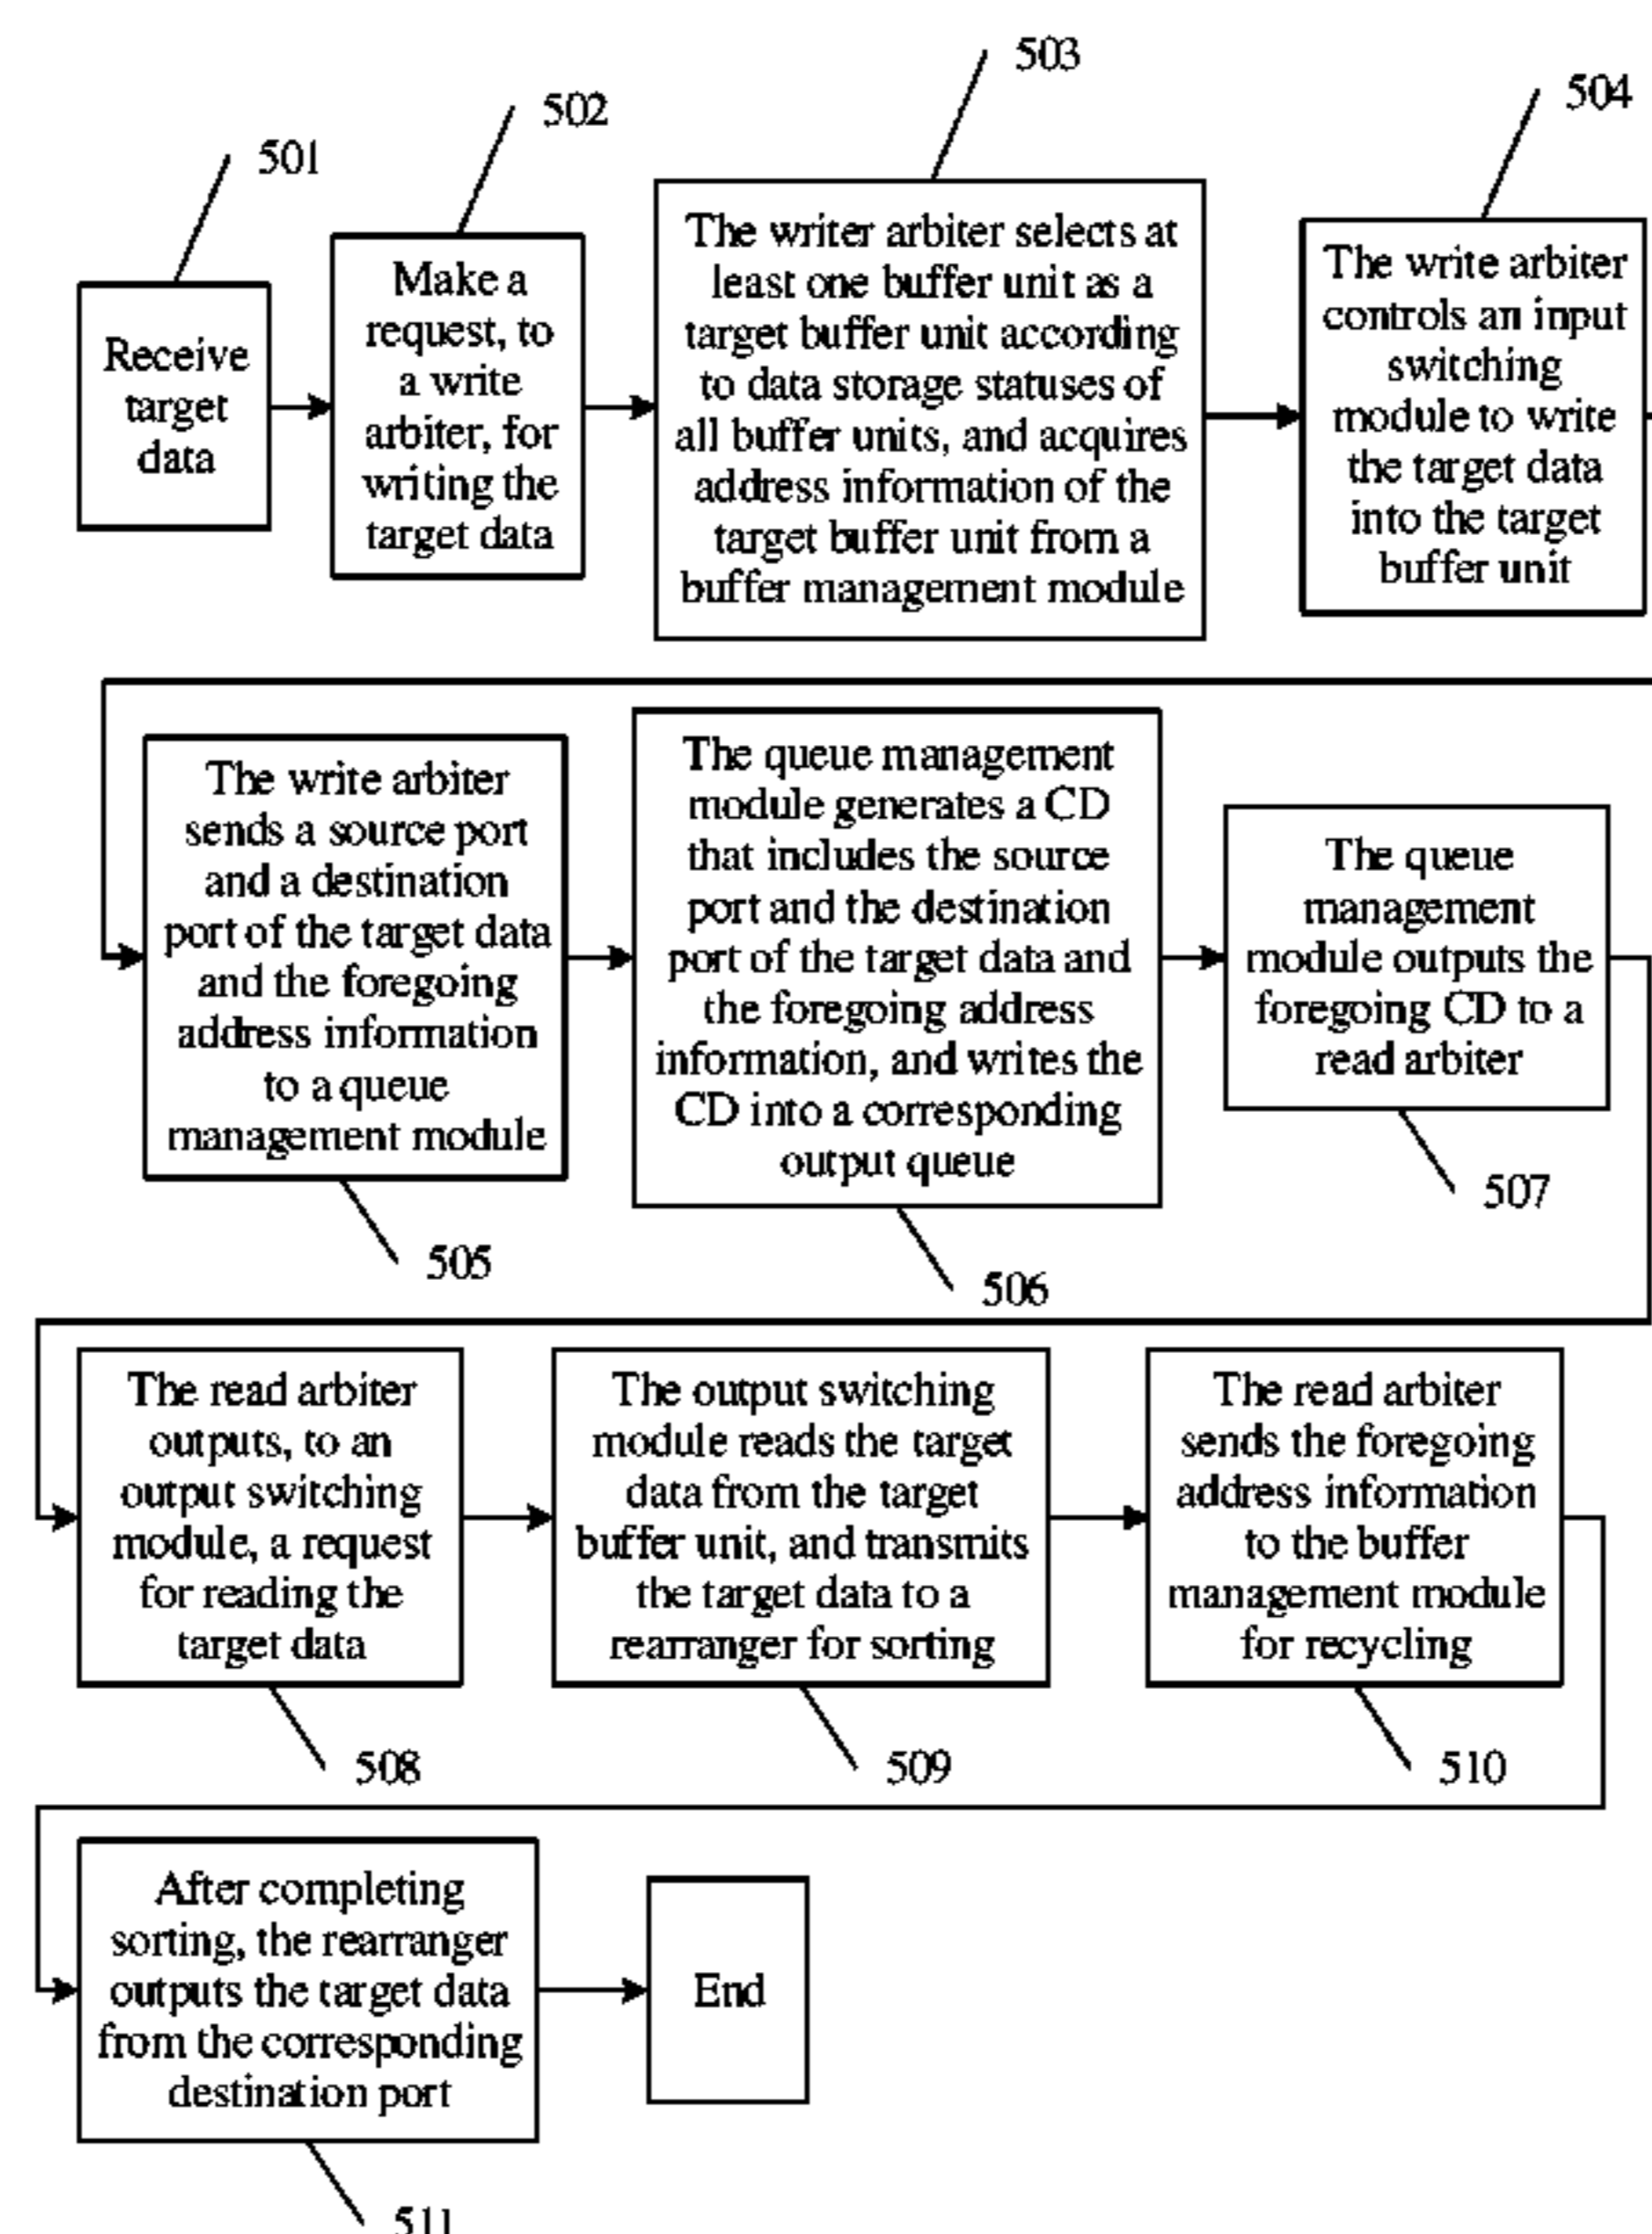 501
Receive
target
data
502
Make a
request, to
a write
arbiter, for
writing the
target data
503
The writer arbiter selects at
least one buffer unit as a
target buffer unit according
to data storage statuses of
all buffer units, and acquires
address information of the
target buffer unit from a
buffer management module
504
The write arbiter
controls an input
switching
module to write
the target data
into the target
buffer unit
The write arbiter
sends a source port
and a destination
port of the target data
and the foregoing
address information
to a queue
management module
505
The queue management
module generates a CD
that includes the source
port and the destination
port of the target data and
the foregoing address
information, and writes the
CD into a corresponding
output queue
506
The queue
management
module outputs the
foregoing CD to a
read arbiter
507
The read arbiter
outputs, to an
output switching
module, a request
for reading the
target data
508
The output switching
module reads the target
data from the target
buffer unit, and transmits
the target data to a
rearranger for sorting
509
The read arbiter
sends the foregoing
address information
to the buffer
management module
for recycling
510
After completing
sorting, the rearranger
outputs the target data
from the corresponding
destination port
511
End